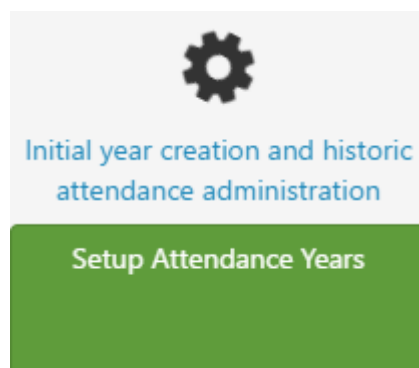 Initial year creation and historic
attendance administration
Setup Attendance Years